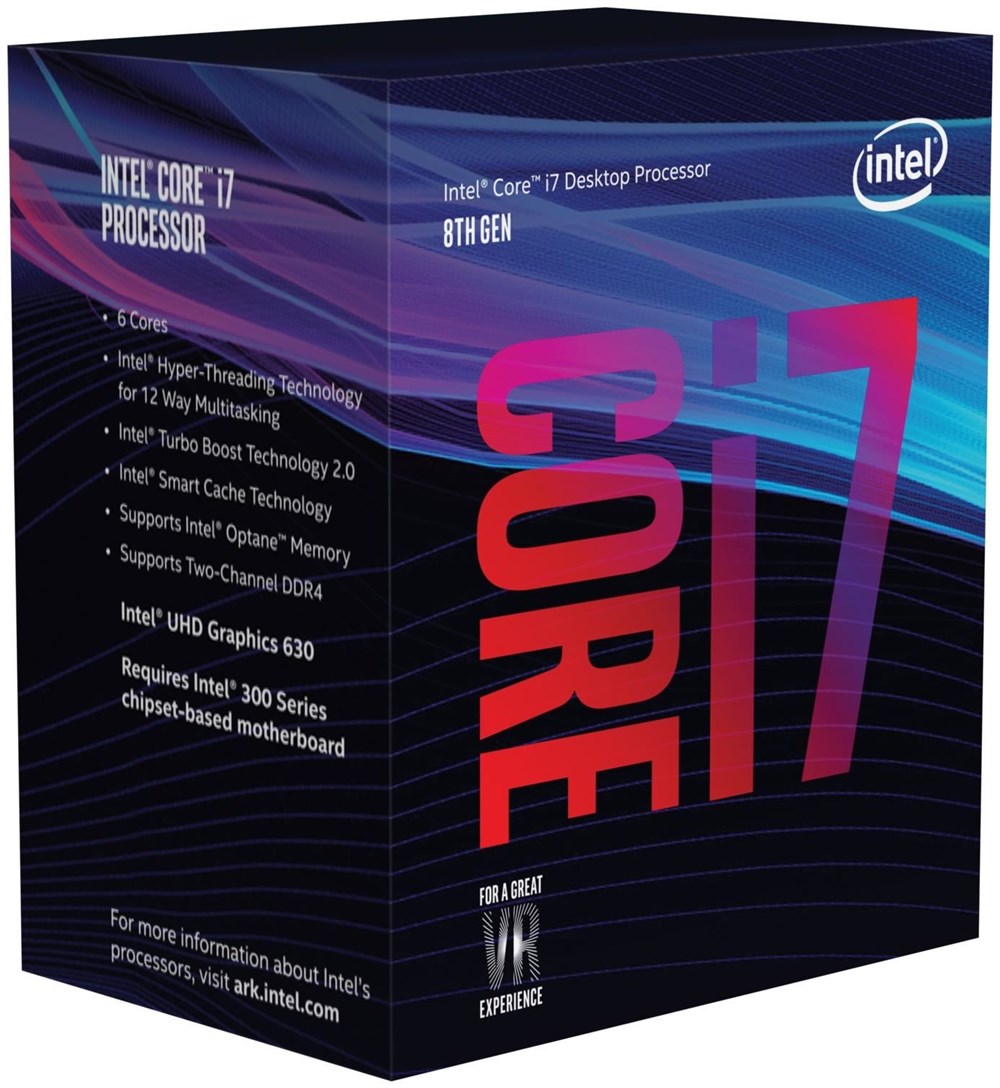 INTEL® CORE™ i7
PROCESSOR
• 6 Cores
• Intel® Hyper-Threading Technology
for 12 Way Multitasking
• Intel® Turbo Boost Technology 2.0
• Intel® Smart Cache Technology
• Supports Intel® Optane™ Memory
• Supports Two-Channel DDR4
Intel® UHD Graphics 630
Requires Intel® 300 Series
chipset-based motherboard
For more information about Intel's
processors, visit ark.intel.com
intel®
Intel® Core™ i7 Desktop Processor
8TH GEN
CORE i7
FOR A GREAT
VR
EXPERIENCE